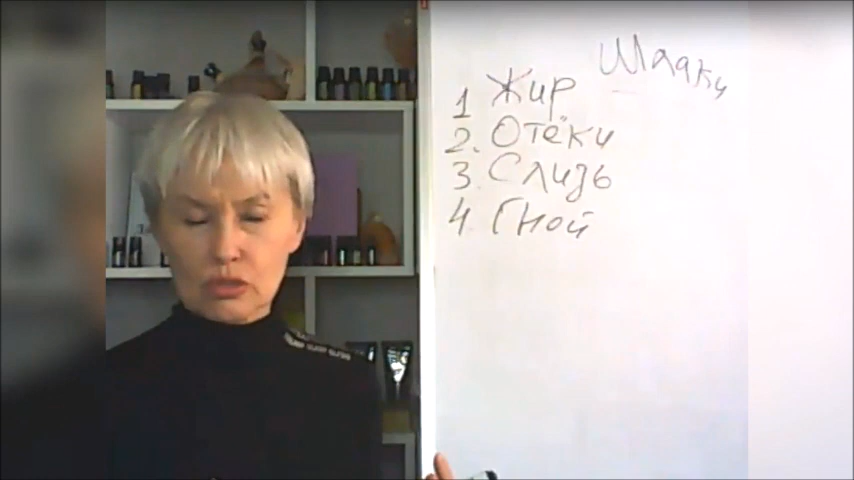 Шлаки
1 Жир
2. Отёки
3. Слизь
4 Гной